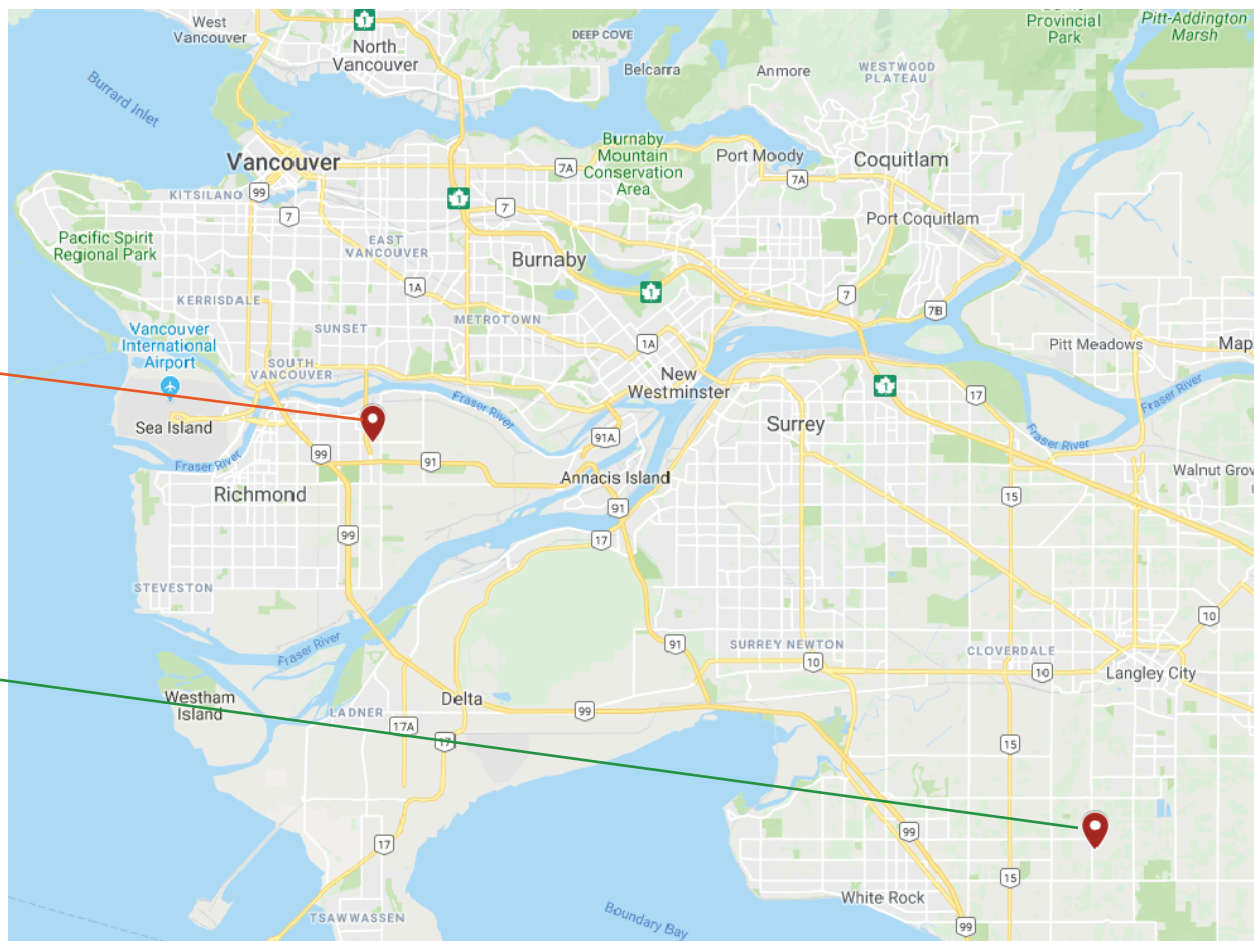 West
Vancouver
1
North
Vancouver
DEEP COVE
Provincial
Park
Pitt-Addington
Marsh
Burrard Inlet
Belcarra
Anmore
WESTWOOD
PLATEAU
Vancouver
7A
Burnaby
Mountain
Conservation
Area
Port Moody
7A
Coquitlam
KITSILANO
99
7
1
7
Port Coquitlam
Pacific Spirit
Regional Park
EAST
VANCOUVER
Burnaby
KERRISDALE
1A
1
7
7B
SUNSET
METROTOWN
Vancouver
International
Airport
1A
Pitt Meadows
Map
SOUTH
VANCOUVER
New
Westminster
1
17
Fraser River
Sea Island
Fraser River
Surrey
91A
Fraser River
Fraser River
99
91
Richmond
Annacis Island
Walnut Grov
15
91
99
17
STEVESTON
10
Fraser River
91
SURREY NEWTON
10
CLOVERDALE
10
Langley City
Westham
Island
LADNER
Delta
99
17A
17
15
99
17
15
White Rock
TSAWWASSEN
Boundary Bay
99